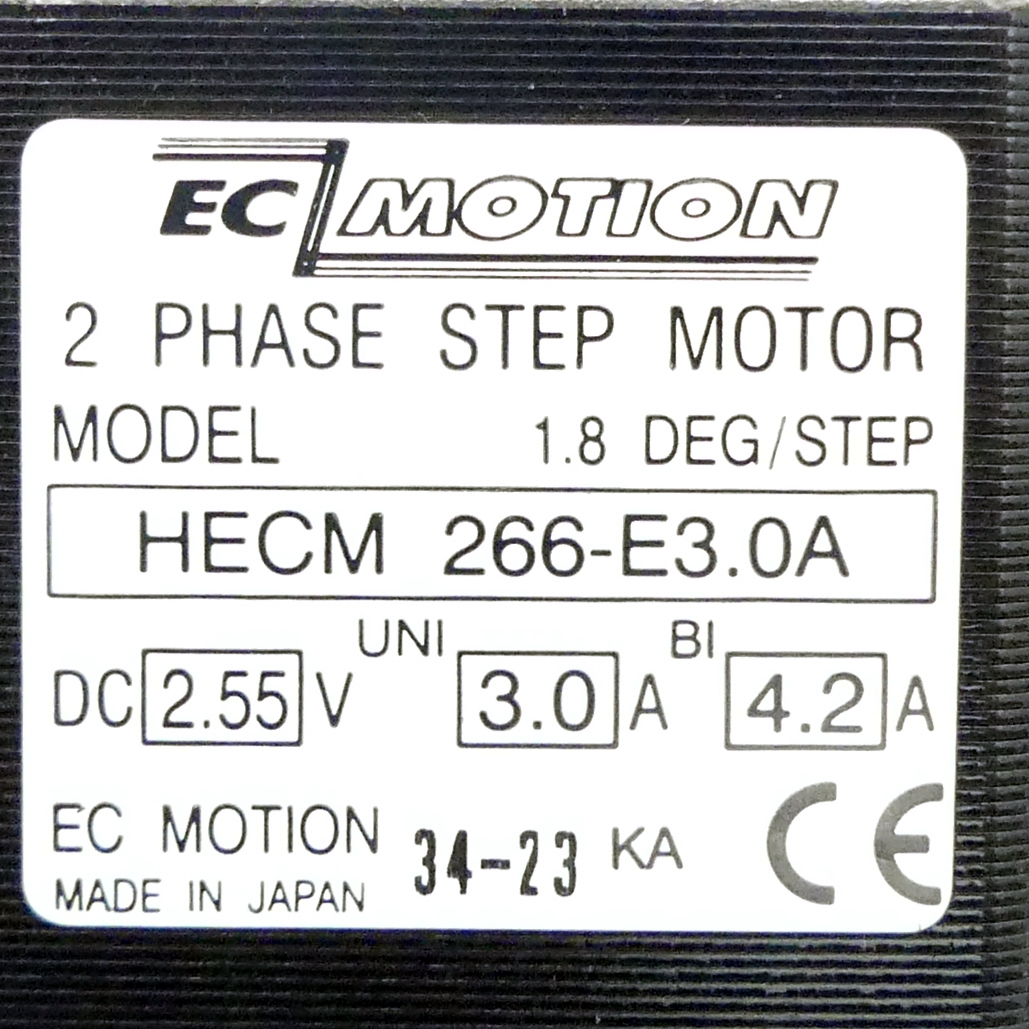 EC MOTION
2 PHASE STEP MOTOR
MODEL 1.8 DEG/STEP
HECM 266-E3.0A
UNI BI
DC 2.55 V 3.0 A 4.2 A
EC MOTION 34-23 KA CE
MADE IN JAPAN